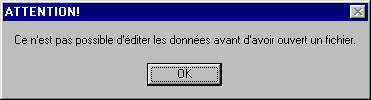 ATTENTION!
Ce n'est pas possible d'éditer les données avant d'avoir ouvert un fichier.
OK